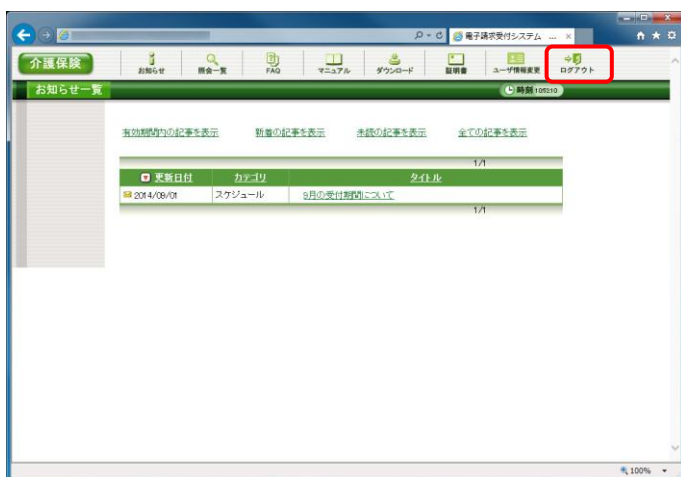 電子請求受付システム ...
介護保険
お知らせ 照会一覧 FAQ マニュアル ダウンロード 証明書 ユーザ情報変更 ログアウト
お知らせ一覧
時刻 105210
有効期間内の記事を表示 新着の記事を表示 未読の記事を表示 全ての記事を表示
1/1
更新日付 カテゴリ タイトル
2014/09/01 スケジュール 9月の受付期間について
1/1
100%